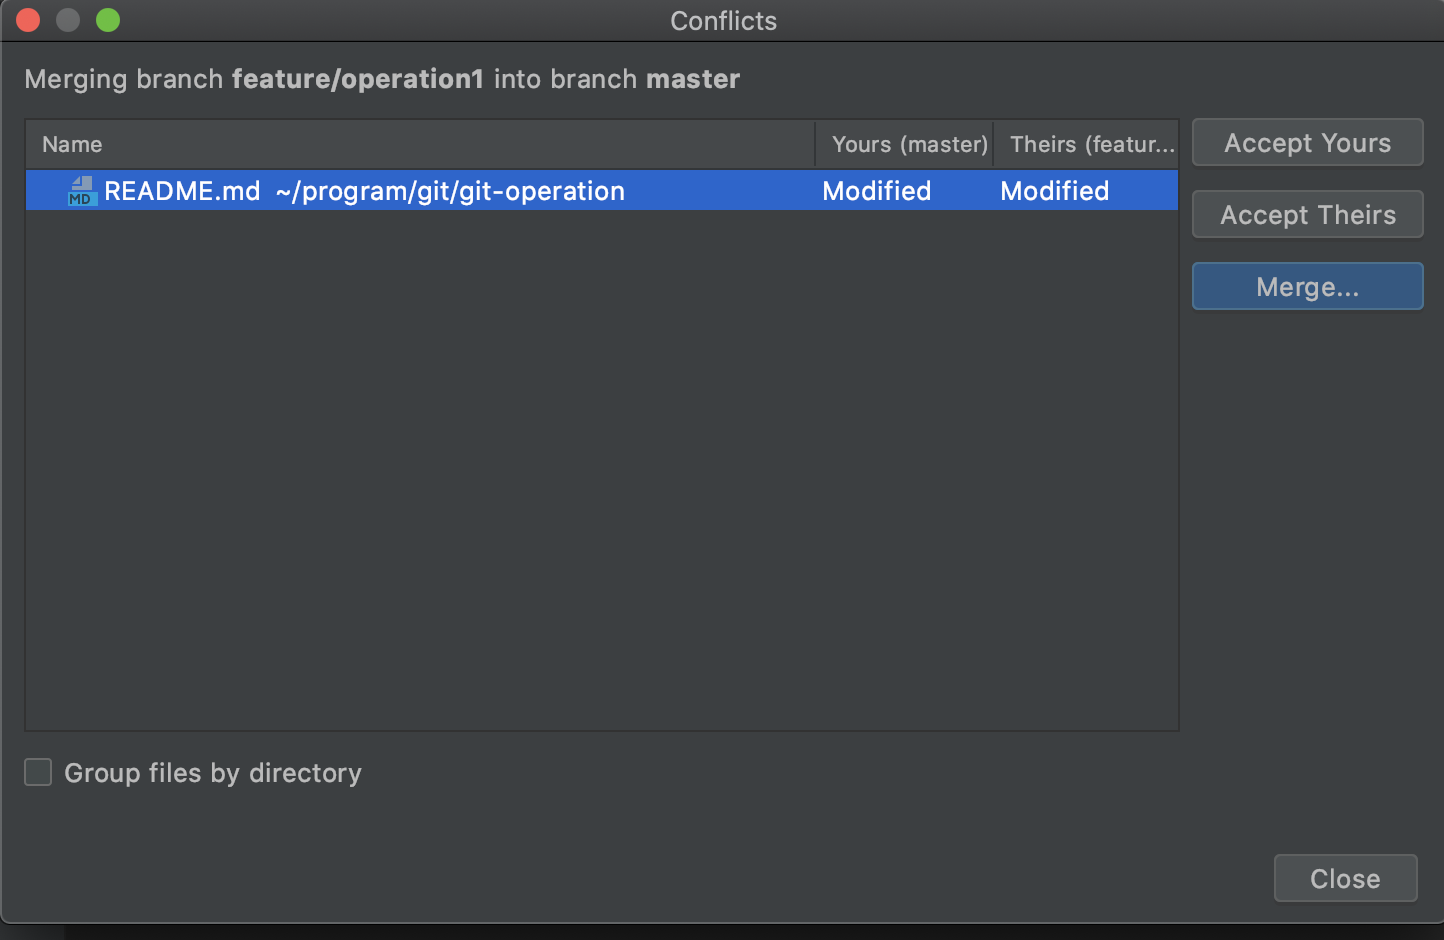 Conflicts
Merging branch feature/operation1 into branch master
Name Yours (master) Theirs (featur...
README.md ~/program/git/git-operation Modified Modified
MD
Accept Yours
Accept Theirs
Merge...
Group files by directory
Close